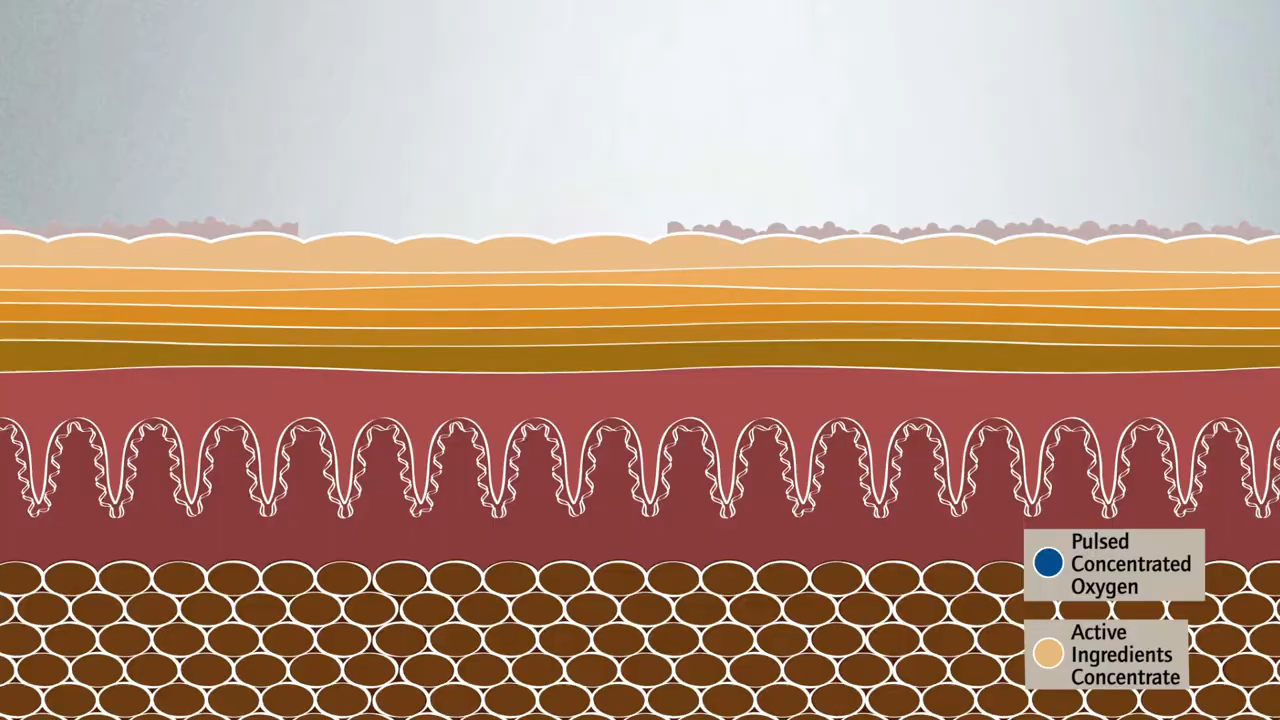 Pulsed
Concentrated
Oxygen
Active
Ingredients
Concentrate